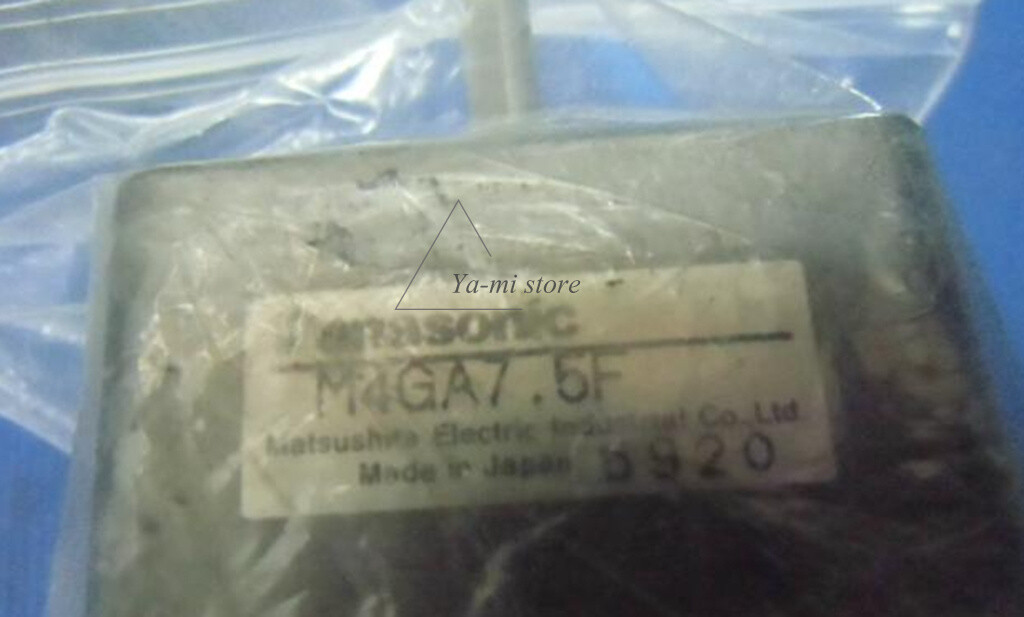 Ya-mi store
Panasonic
M4GA7.5F
Matsushita Electric Industrial Co.,Ltd.
Made in Japan 5920